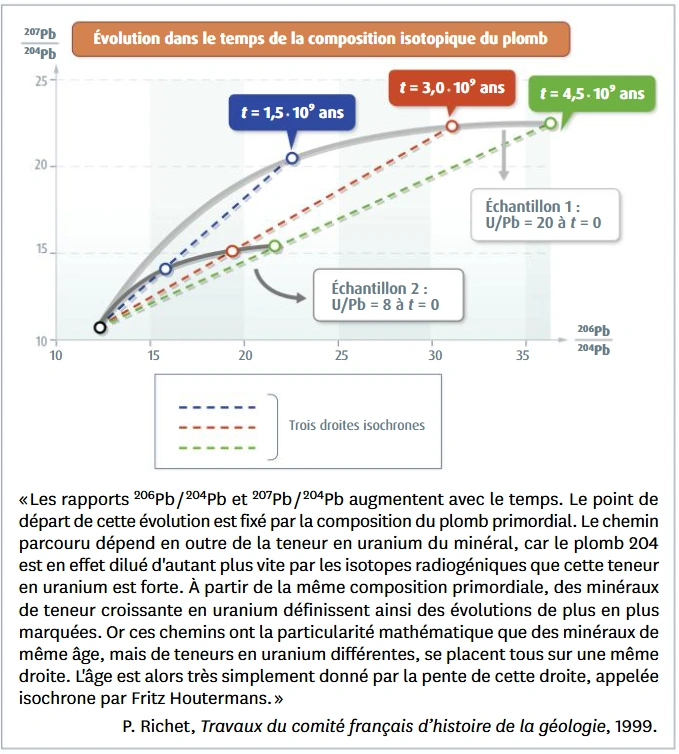 ²⁰⁷Pb
²⁰⁴Pb
Évolution dans le temps de la composition isotopique du plomb
25
t = 1,5 · 10⁹ ans
t = 3,0 · 10⁹ ans
t = 4,5 · 10⁹ ans
20
Échantillon 1 :
U/Pb = 20 à t = 0
15
Échantillon 2 :
U/Pb = 8 à t = 0
10
10 15 20 25 30 35
²⁰⁶Pb
²⁰⁴Pb
Trois droites isochrones
« Les rapports ²⁰⁶Pb/²⁰⁴Pb et ²⁰⁷Pb/²⁰⁴Pb augmentent avec le temps. Le point de
départ de cette évolution est fixé par la composition du plomb primordial. Le chemin
parcouru dépend en outre de la teneur en uranium du minéral, car le plomb 204
est en effet dilué d'autant plus vite par les isotopes radiogéniques que cette teneur
en uranium est forte. À partir de la même composition primordiale, des minéraux
de teneur croissante en uranium définissent ainsi des évolutions de plus en plus
marquées. Or ces chemins ont la particularité mathématique que des minéraux de
même âge, mais de teneurs en uranium différentes, se placent tous sur une même
droite. L'âge est alors très simplement donné par la pente de cette droite, appelée
isochrone par Fritz Houtermans. »
P. Richet, Travaux du comité français d'histoire de la géologie, 1999.